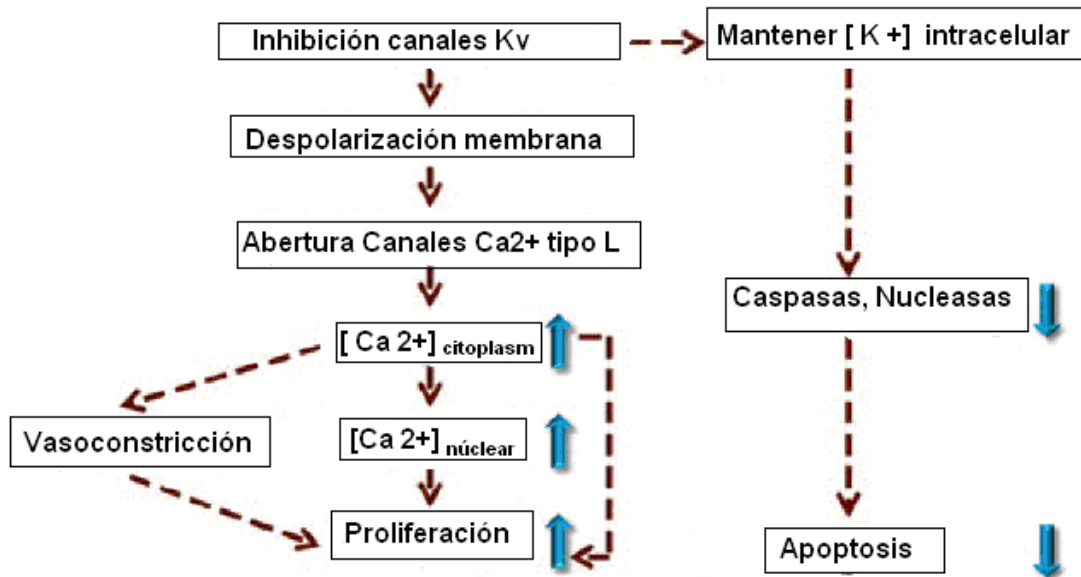 Inhibición canales Kv
Mantener [ K +] intracelular
Despolarización membrana
Abertura Canales Ca2+ tipo L
Caspasas, Nucleasas
[ Ca 2+] citoplasm
Vasoconstricción
[Ca 2+] núclear
Proliferación
Apoptosis